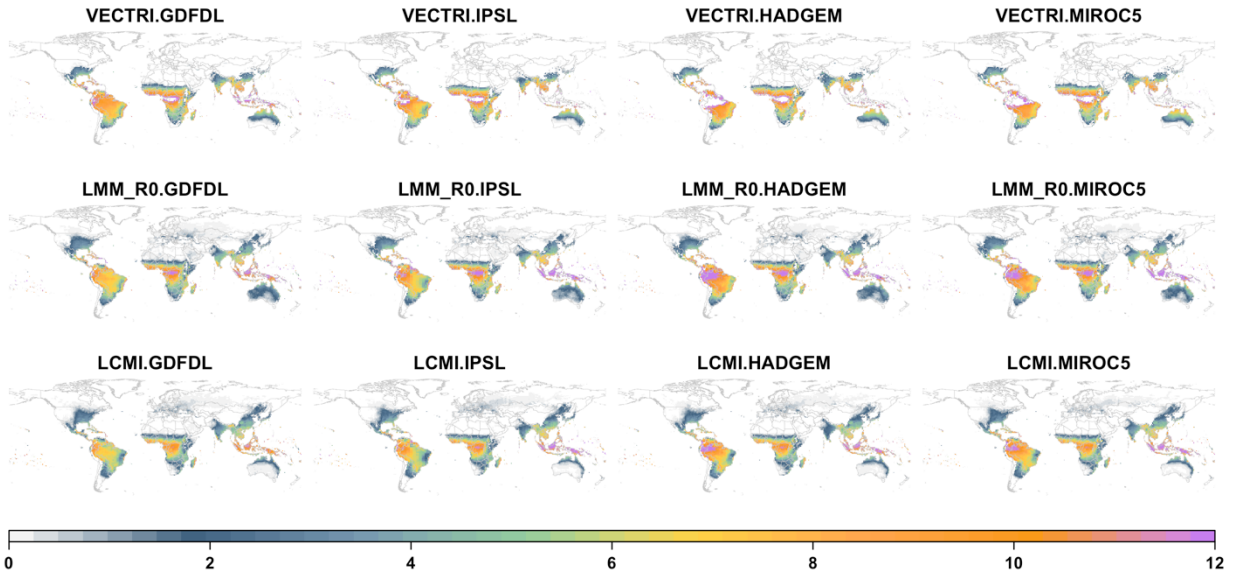 VECTRI.GDFDL VECTRI.IPSL VECTRI.HADGEM VECTRI.MIROC5
LMM_R0.GDFDL LMM_R0.IPSL LMM_R0.HADGEM LMM_R0.MIROC5
LCMI.GDFDL LCMI.IPSL LCMI.HADGEM LCMI.MIROC5
0 2 4 6 8 10 12